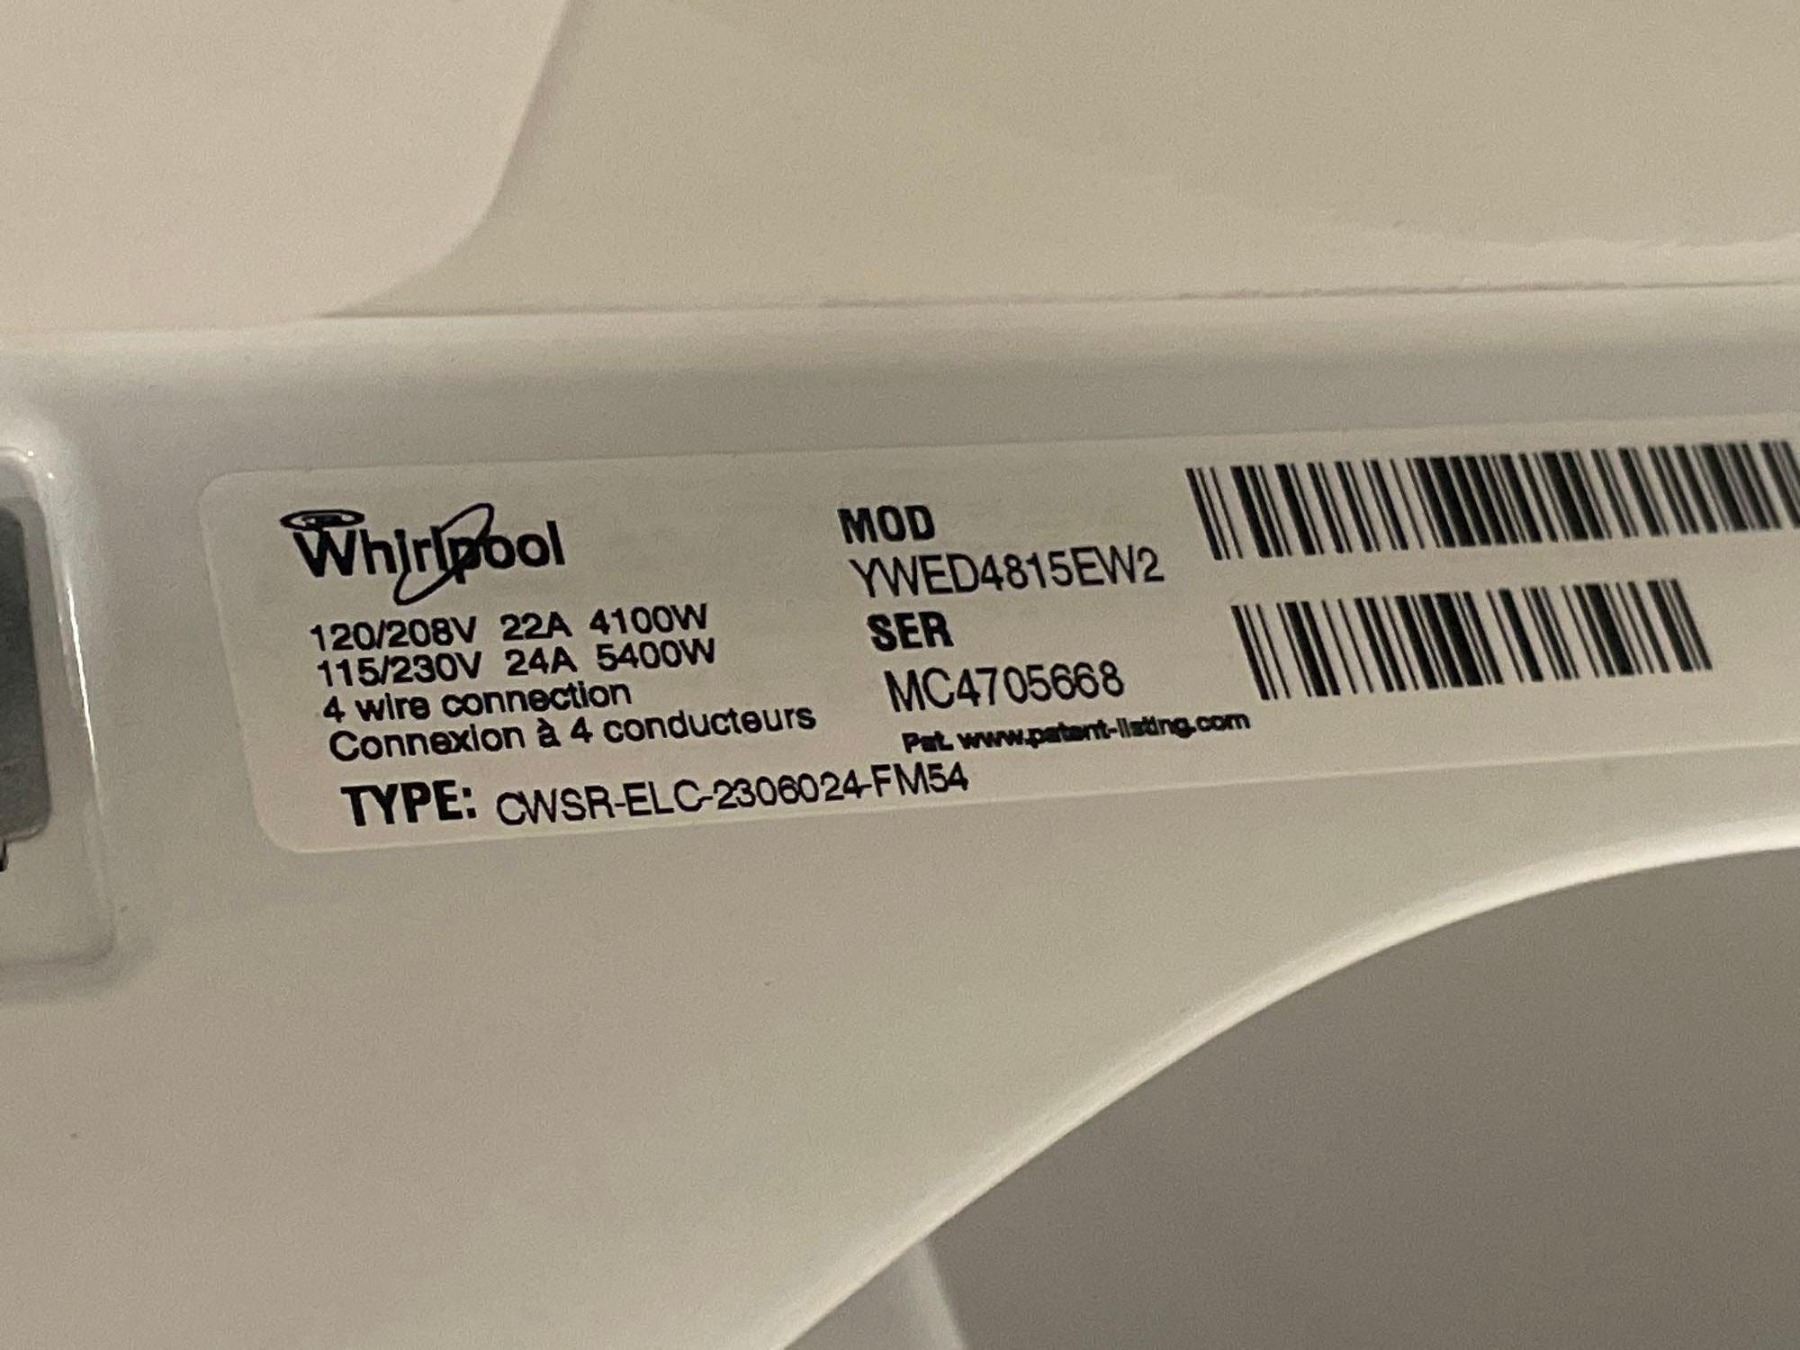 Whirlpool
120/208V 22A 4100W
115/230V 24A 5400W
4 wire connection
Connexion à 4 conducteurs
TYPE: CWSR-ELC-2306024-FM54
MOD
YWED4815EW2
SER
MC4705668
Pat. www.patent-listing.com